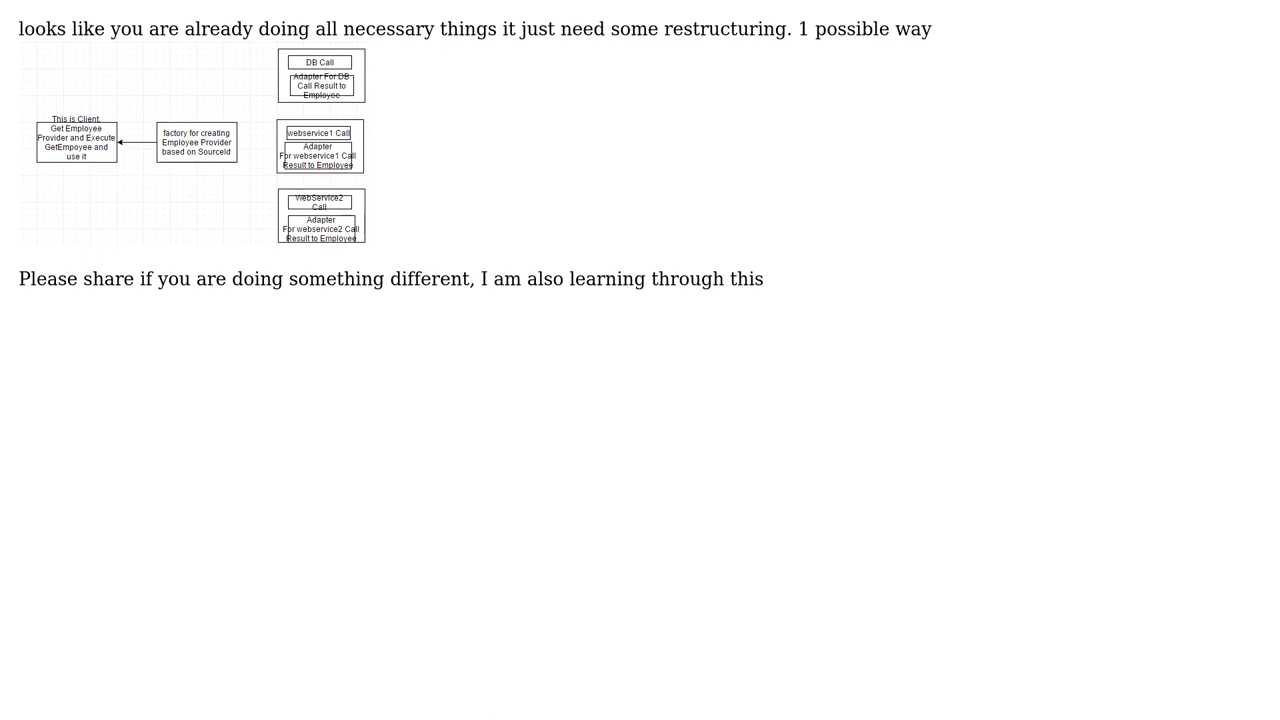 looks like you are already doing all necessary things it just need some restructuring. 1 possible way
DB Call
Adapter For DB
Call Result to
Employee
This is Client.
Get Employee
Provider and Execute
GetEmpoyee and
use it
factory for creating
Employee Provider
based on SourceId
webservice1 Call
Adapter
For webservice1 Call
Result to Employee
WebService2
Call
Adapter
For webservice2 Call
Result to Employee
Please share if you are doing something different, I am also learning through this